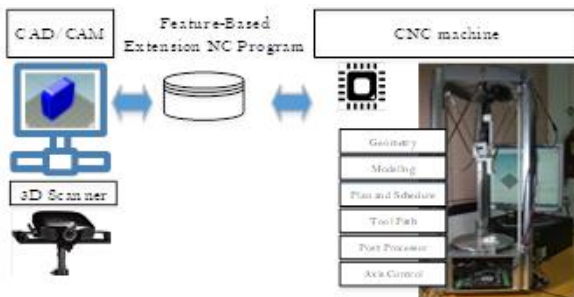 CAD/CAM
Feature-Based
Extension NC Program
CNC machine
3D Scanner
Geometry
Modeling
Plan and Schedule
Tool Path
Post Processor
Axis Control